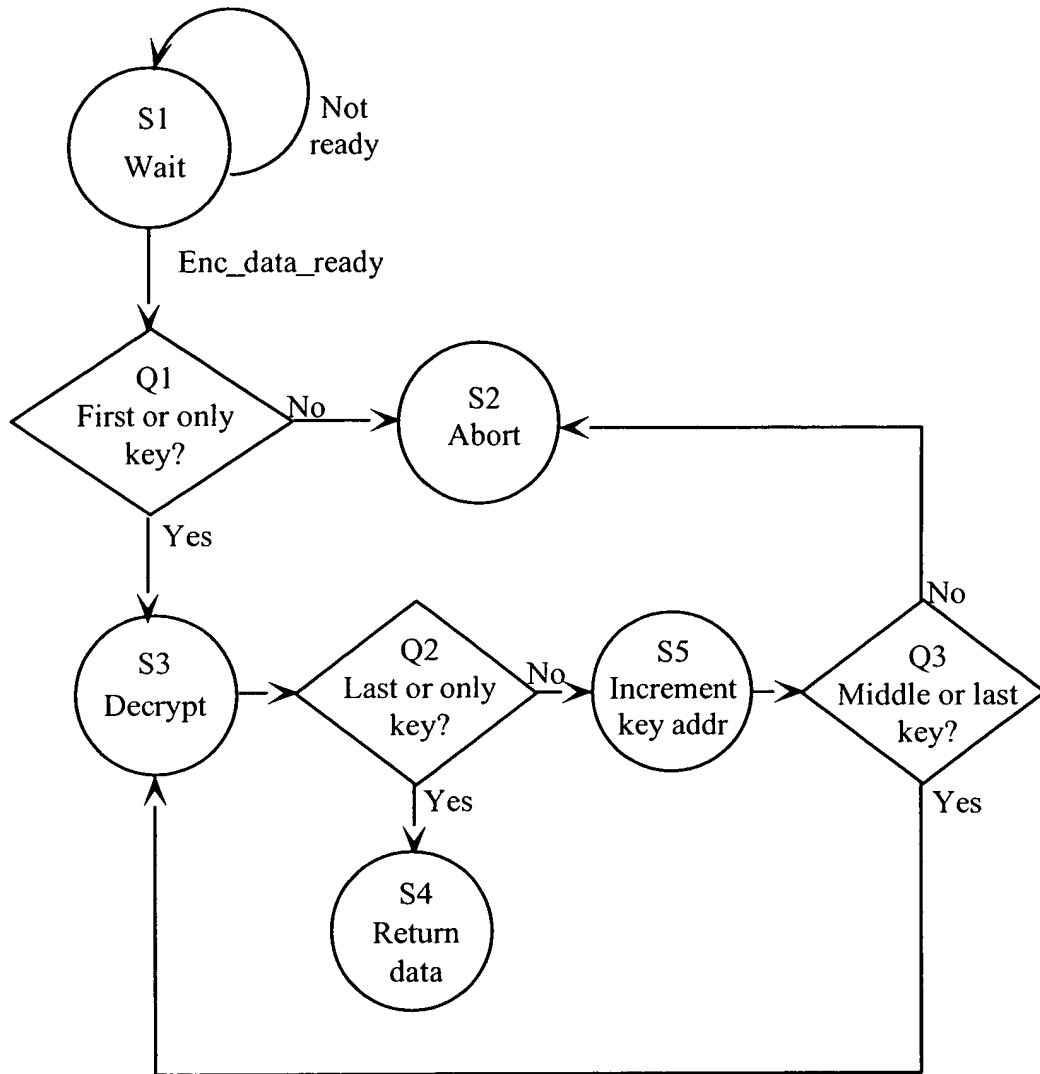 S1
Wait
Not
ready
Enc_data_ready
Q1
First or only
key?
No
Yes
S2
Abort
S3
Decrypt
Q2
Last or only
key?
No
Yes
S4
Return
data
S5
Increment
key addr
No
Q3
Middle or last
key?
Yes